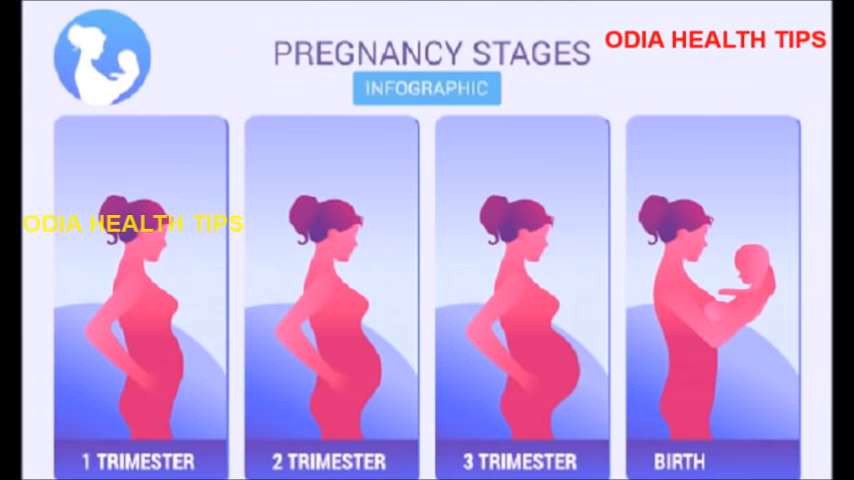 PREGNANCY STAGES
ODIA HEALTH TIPS
INFOGRAPHIC
ODIA HEALTH TIPS
1 TRIMESTER
2 TRIMESTER
3 TRIMESTER
BIRTH